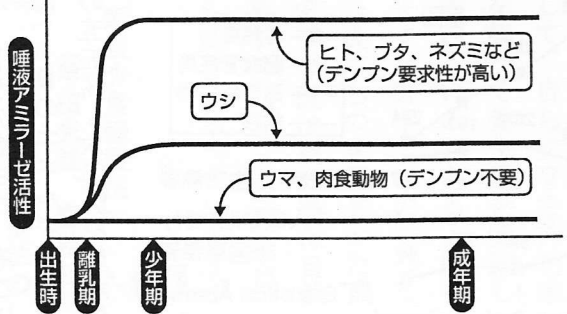 唾液アミラーゼ活性
ヒト、ブタ、ネズミなど
（デンプン要求性が高い）
ウシ
ウマ、肉食動物（デンプン不要）
出生時
離乳期
少年期
成年期